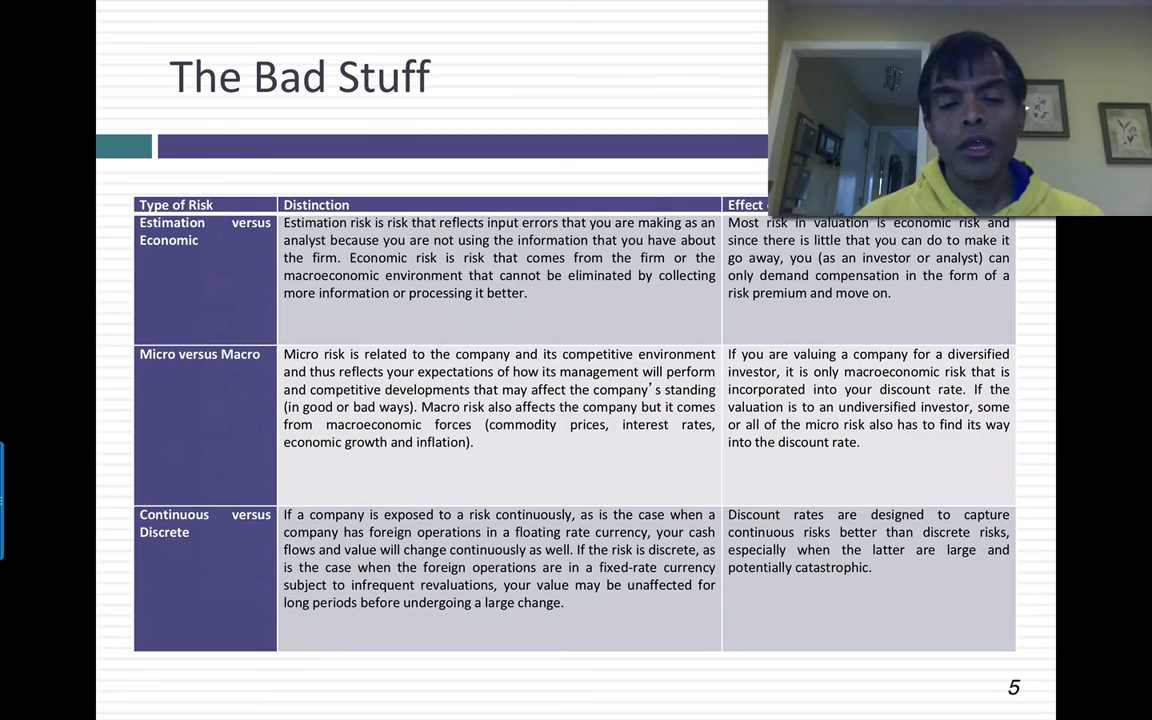 The Bad Stuff
Type of Risk
Distinction
Effect
Estimation versus
Economic
Estimation risk is risk that reflects input errors that you are making as an
analyst because you are not using the information that you have about
the firm. Economic risk is risk that comes from the firm or the
macroeconomic environment that cannot be eliminated by collecting
more information or processing it better.
Most risk in valuation is economic risk and
since there is little that you can do to make it
go away, you (as an investor or analyst) can
only demand compensation in the form of a
risk premium and move on.
Micro versus Macro
Micro risk is related to the company and its competitive environment
and thus reflects your expectations of how its management will perform
and competitive developments that may affect the company’s standing
(in good or bad ways). Macro risk also affects the company but it comes
from macroeconomic forces (commodity prices, interest rates,
economic growth and inflation).
If you are valuing a company for a diversified
investor, it is only macroeconomic risk that is
incorporated into your discount rate. If the
valuation is to an undiversified investor, some
or all of the micro risk also has to find its way
into the discount rate.
Continuous versus
Discrete
If a company is exposed to a risk continuously, as is the case when a
company has foreign operations in a floating rate currency, your cash
flows and value will change continuously as well. If the risk is discrete, as
is the case when the foreign operations are in a fixed-rate currency
subject to infrequent revaluations, your value may be unaffected for
long periods before undergoing a large change.
Discount rates are designed to capture
continuous risks better than discrete risks,
especially when the latter are large and
potentially catastrophic.
5